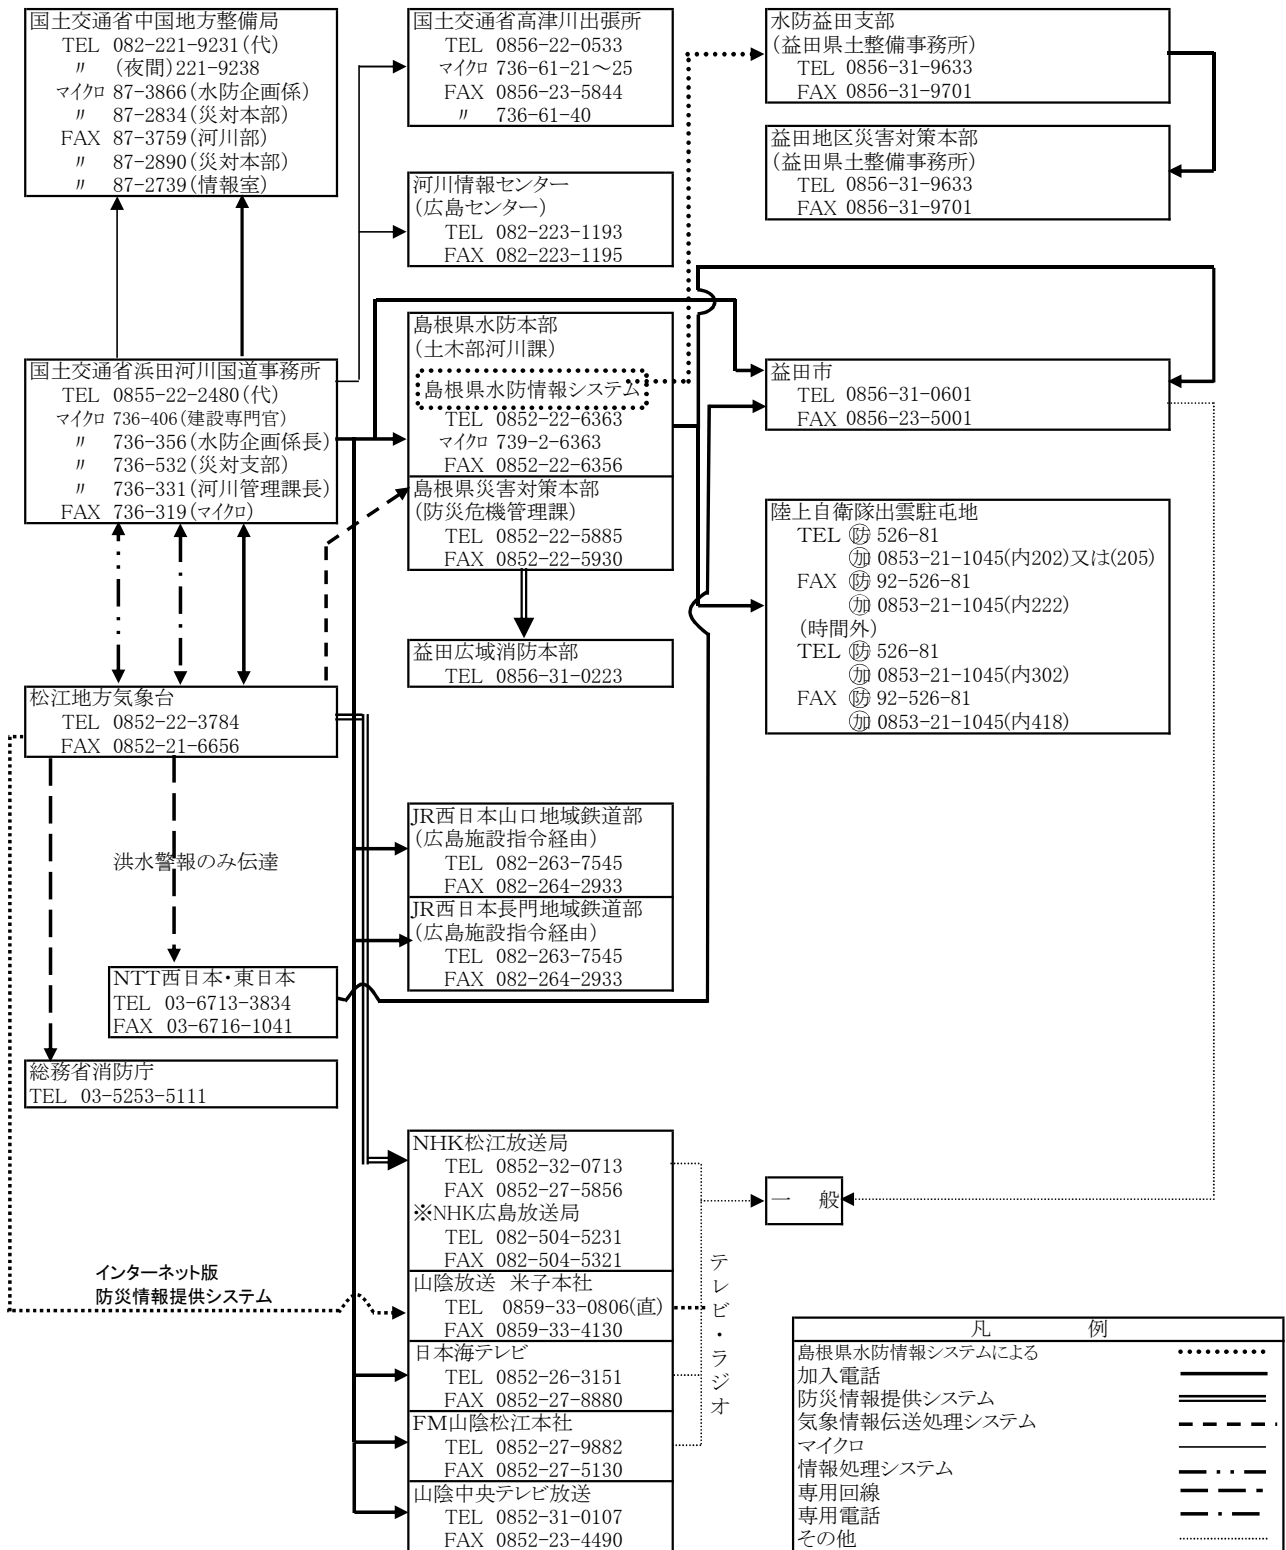 国土交通省中国地方整備局
TEL 082-221-9231(代)
〃 (夜間)221-9238
マイクロ 87-3866(水防企画係)
〃 87-2834(災対本部)
FAX 87-3759(河川部)
〃 87-2890(災対本部)
〃 87-2739(情報室)
国土交通省高津川出張所
TEL 0856-22-0533
マイクロ 736-61-21～25
FAX 0856-23-5844
〃 736-61-40
水防益田支部
(益田県土整備事務所)
TEL 0856-31-9633
FAX 0856-31-9701
益田地区災害対策本部
(益田県土整備事務所)
TEL 0856-31-9633
FAX 0856-31-9701
河川情報センター
(広島センター)
TEL 082-223-1193
FAX 082-223-1195
国土交通省浜田河川国道事務所
TEL 0855-22-2480(代)
マイクロ 736-406(建設専門官)
〃 736-356(水防企画係長)
〃 736-532(災対支部)
〃 736-331(河川管理課長)
FAX 736-319(マイクロ)
島根県水防本部
(土木部河川課)
島根県水防情報システム
TEL 0852-22-6363
マイクロ 739-2-6363
FAX 0852-22-6356
島根県災害対策本部
(防災危機管理課)
TEL 0852-22-5885
FAX 0852-22-5930
益田市
TEL 0856-31-0601
FAX 0856-23-5001
陸上自衛隊出雲駐屯地
TEL ㊩ 526-81
㊕ 0853-21-1045(内202)又は(205)
FAX 防 92-526-81
加 0853-21-1045(内222)
(時間外)
TEL 防 526-81
加 0853-21-1045(内302)
FAX 防 92-526-81
加 0853-21-1045(内418)
益田広域消防本部
TEL 0856-31-0223
松江地方気象台
TEL 0852-22-3784
FAX 0852-21-6656
洪水警報のみ伝達
JR西日本山口地域鉄道部
(広島施設指令経由)
TEL 082-263-7545
FAX 082-264-2933
JR西日本長門地域鉄道部
(広島施設指令経由)
TEL 082-263-7545
FAX 082-264-2933
NTT西日本・東日本
TEL 03-6713-3834
FAX 03-6716-1041
総務省消防庁
TEL 03-5253-5111
NHK松江放送局
TEL 0852-32-0713
FAX 0852-27-5856
※NHK広島放送局
TEL 082-504-5231
FAX 082-504-5321
山陰放送 米子本社
TEL 0859-33-0806(直)
FAX 0859-33-4130
日本海テレビ
TEL 0852-26-3151
FAX 0852-27-8880
FM山陰松江本社
TEL 0852-27-9882
FAX 0852-27-5130
山陰中央テレビ放送
TEL 0852-31-0107
FAX 0852-23-4490
一 般
テレビ・ラジオ
インターネット版
防災情報提供システム
凡 例
島根県水防情報システムによる
加入電話
防災情報提供システム
気象情報伝送処理システム
マイクロ
情報処理システム
専用回線
専用電話
その他